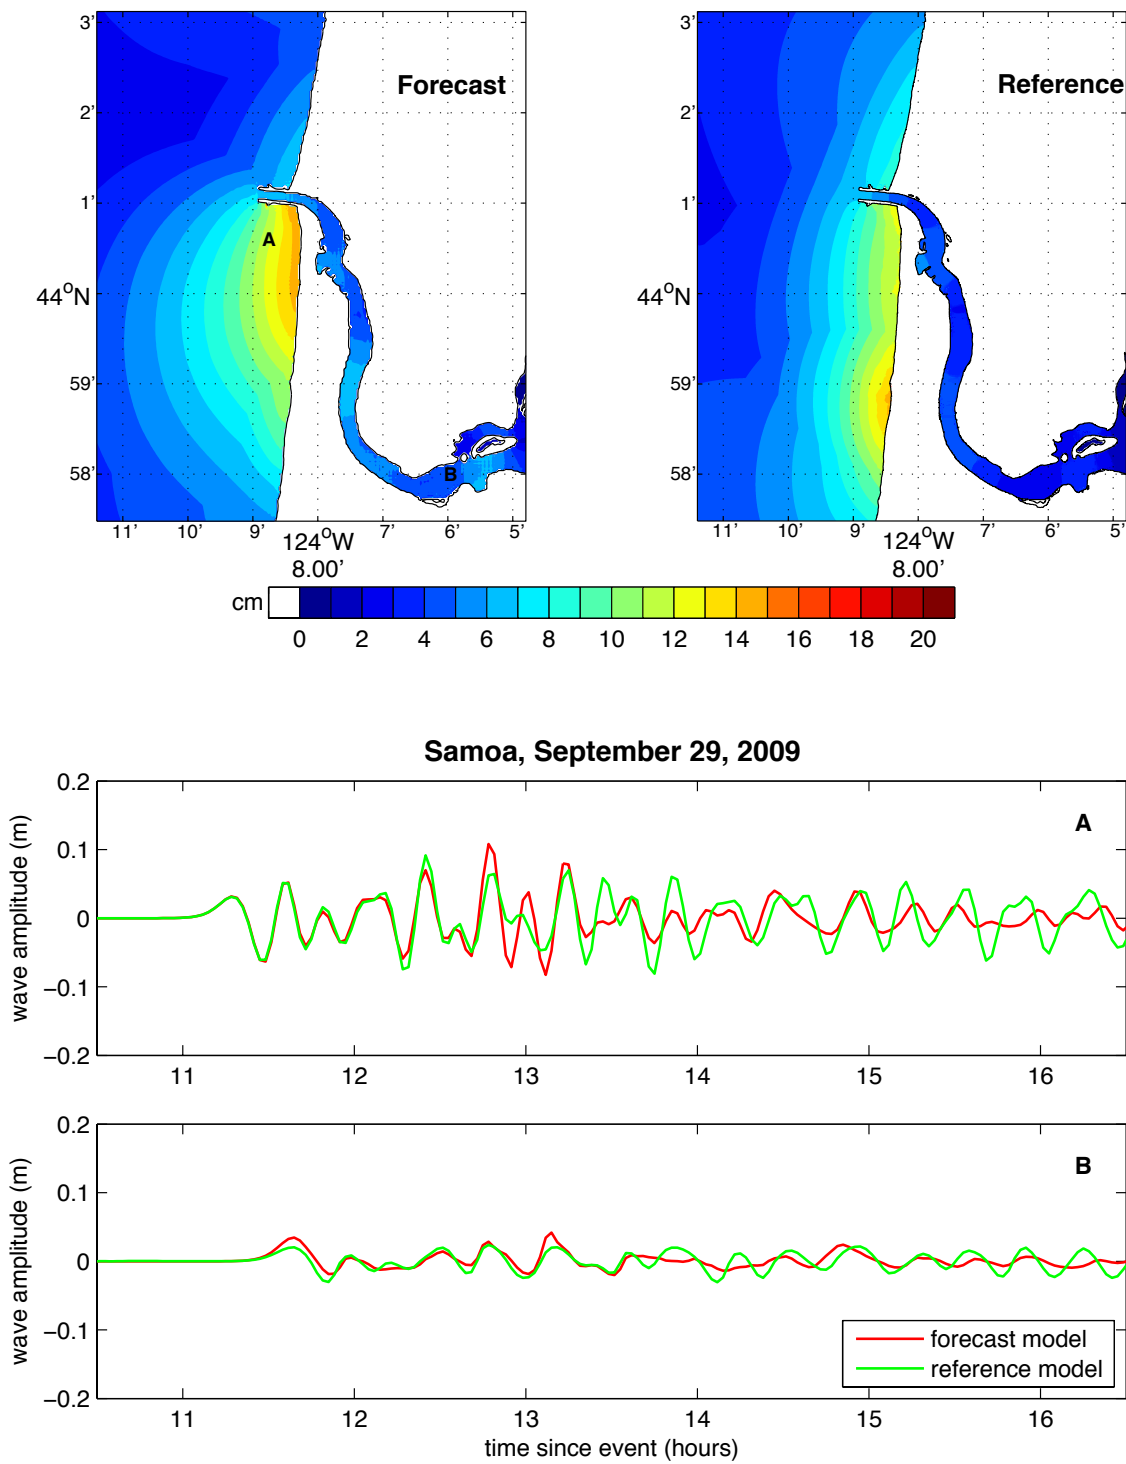 3' 3'
Forecast Reference
2' 2'
1' 1'
A
44°N 44°N
59' 59'
58' B 58'
11' 10' 9' 124°W 7' 6' 5' 11' 10' 9' 124°W 7' 6' 5'
8.00' 8.00'
cm
0 2 4 6 8 10 12 14 16 18 20
Samoa, September 29, 2009
wave amplitude (m)
0.2
0.1
0
−0.1
−0.2
A
11 12 13 14 15 16
wave amplitude (m)
0.2
0.1
0
−0.1
−0.2
B
forecast model
reference model
11 12 13 14 15 16
time since event (hours)